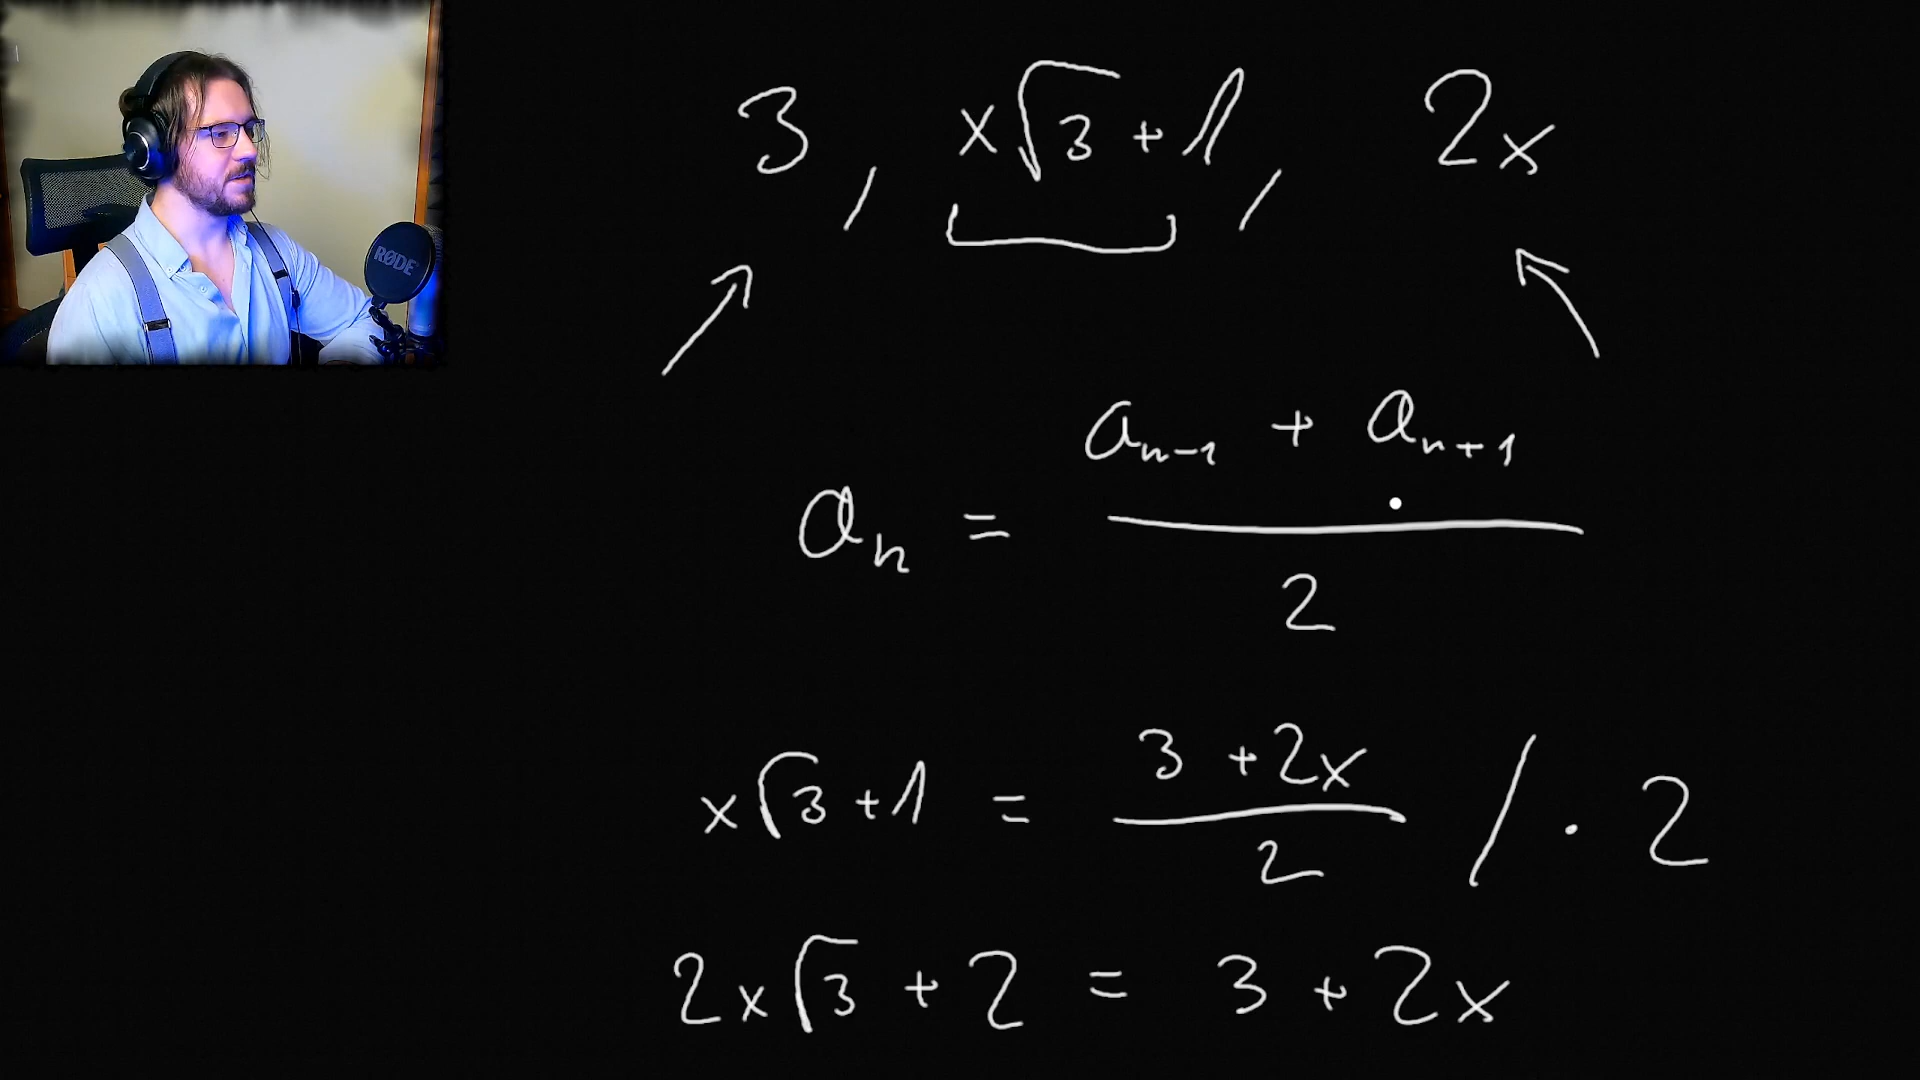 RØDE
3, x√3 + 1, 2x
aₙ = (aₙ₋₁ + aₙ₊₁) / 2
x√3 + 1 = (3 + 2x) / 2 / · 2
2x√3 + 2 = 3 + 2x